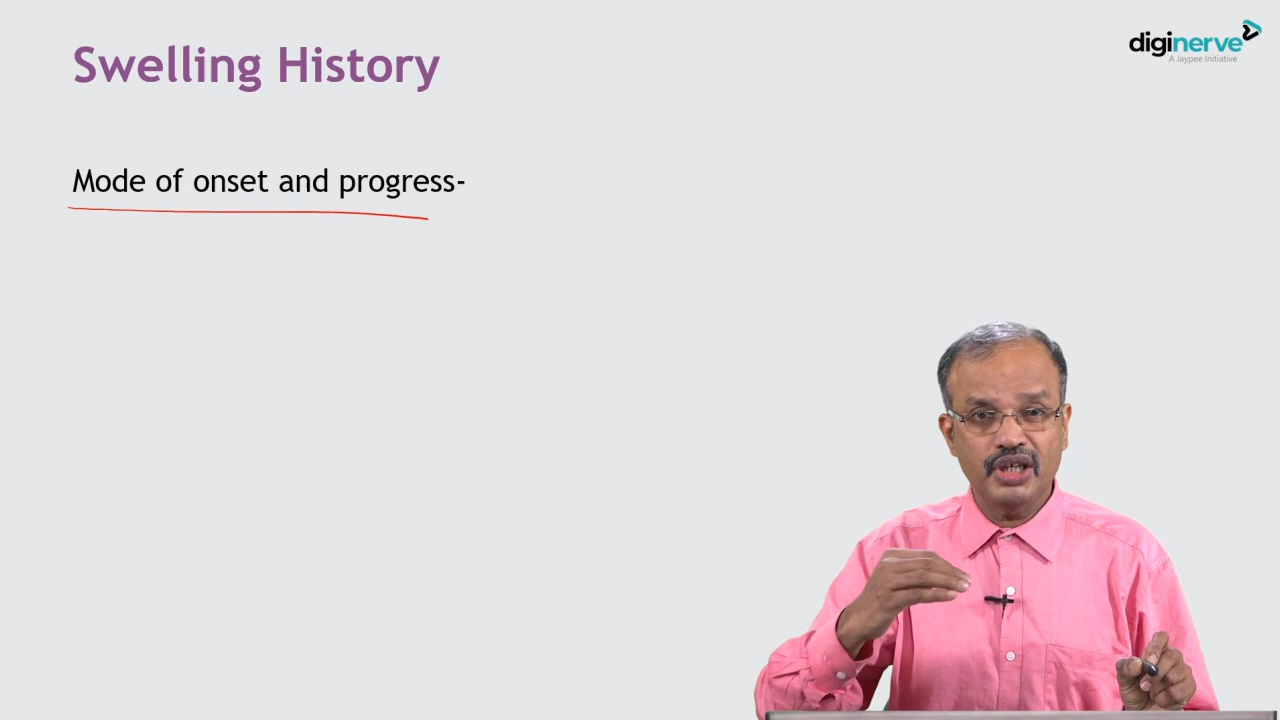 Swelling History
diginerve
A Jaypee Initiative
Mode of onset and progress-